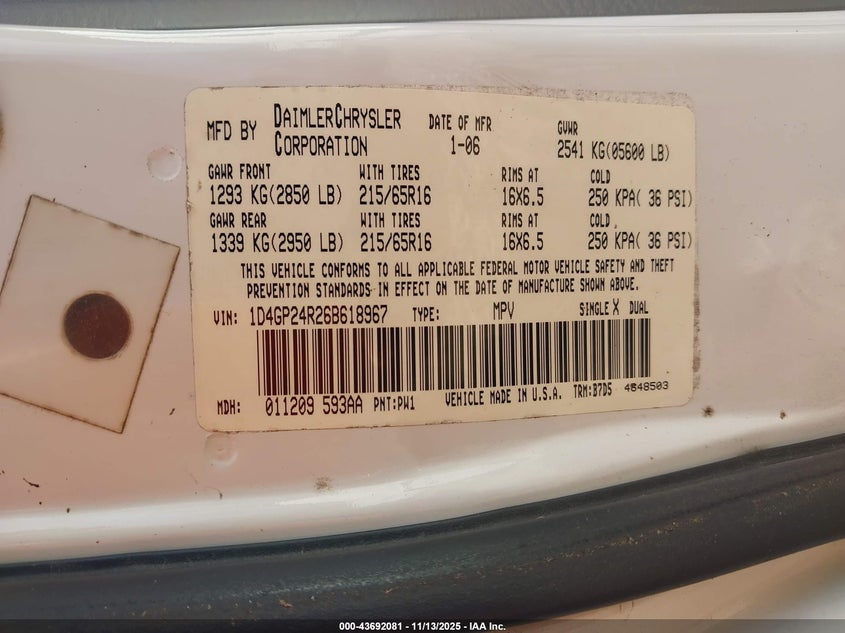 MFD BY DAIMLERCHRYSLER CORPORATION DATE OF MFR 1-06 GVWR 2541 KG(05600 LB)
GAWR FRONT WITH TIRES RIMS AT COLD
1293 KG(2850 LB) 215/65R16 16X6.5 250 KPA( 36 PSI)
GAWR REAR WITH TIRES RIMS AT COLD
1339 KG(2950 LB) 215/65R16 16X6.5 250 KPA( 36 PSI)
THIS VEHICLE CONFORMS TO ALL APPLICABLE FEDERAL MOTOR VEHICLE SAFETY AND THEFT
PREVENTION STANDARDS IN EFFECT ON THE DATE OF MANUFACTURE SHOWN ABOVE.
VIN: 1D4GP24R26B618967 TYPE: MPV SINGLE X DUAL
MDH: 011209 593AA PNT:PW1 VEHICLE MADE IN U.S.A. TRM:B7D5 4648503
000-43692081 - 11/13/2025 - IAA Inc.